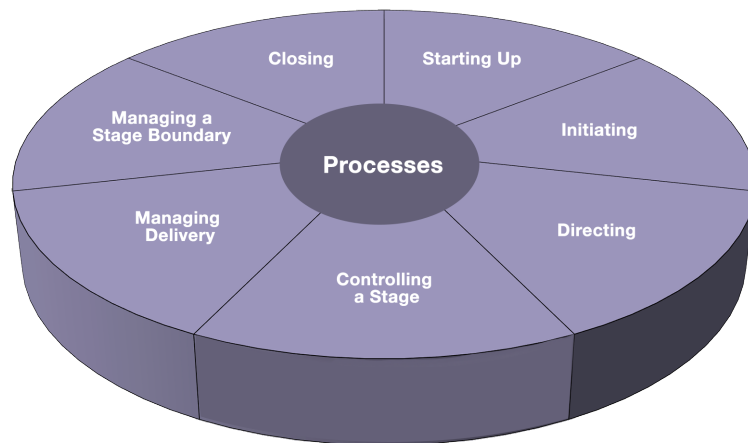 Closing
Starting Up
Managing a
Stage Boundary
Initiating
Processes
Managing
Delivery
Directing
Controlling
a Stage